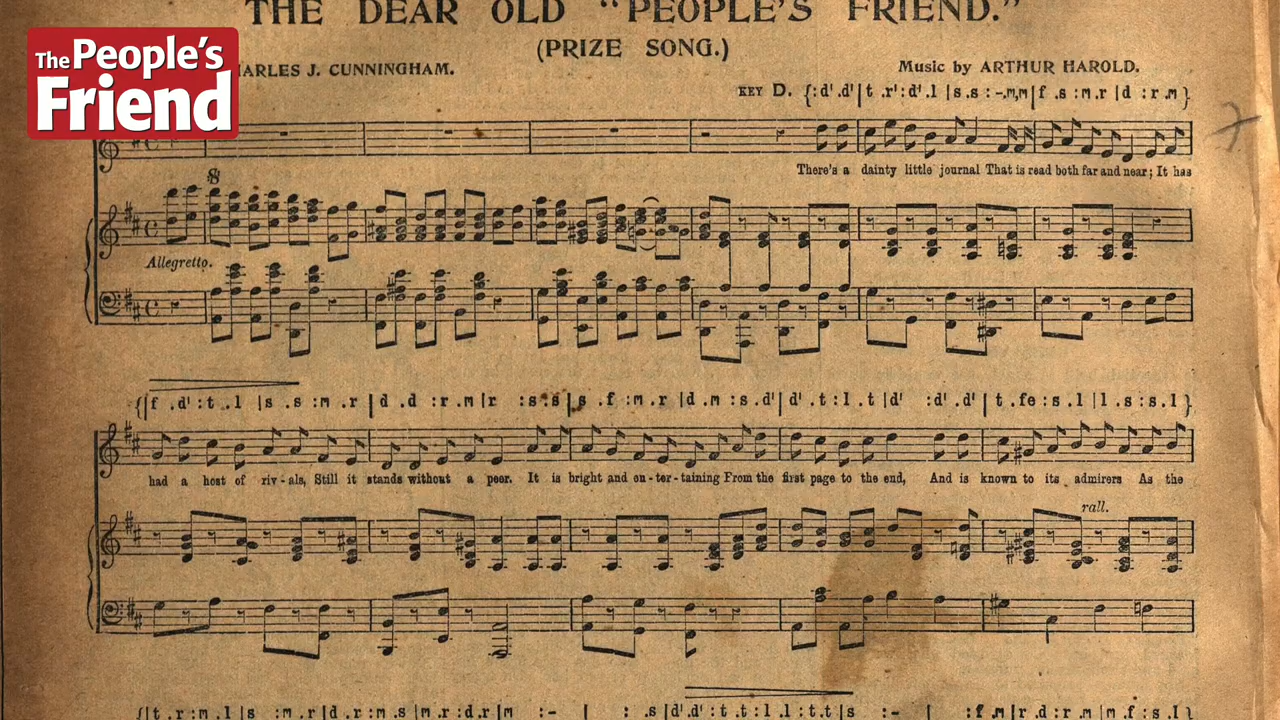 THE DEAR OLD "PEOPLE'S FRIEND."
The People's
Friend
(PRIZE SONG.)
CHARLES J. CUNNINGHAM.
Music by ARTHUR HAROLD.
KEY D. {:d'.d'|t .r':d'.l |s.s :-.m,m|f .s :m.r |d :r.m}
There's a dainty little journal That is read both far and near; It has
Allegretto.
{|f .d':t.l |s.s:m.r |d.d :r.m|r :s.s|s.f:m.r |d.m:s.d'|d'.t:l.t|d' :d'.d'|t.fe:s.l |l.s:s.l}
had a host of riv-als, Still it stands without a peer. It is bright and en-ter-taining From the first page to the end, And is known to its admirers As the
rall.
{|t.r:m.l|s :m.r|d.r:m.s|m.r:d.r|m :- | : .s|d'.d':t.t|l.l:t.t|s :- | :f.m|r.d:r.m|m.f:s.l}